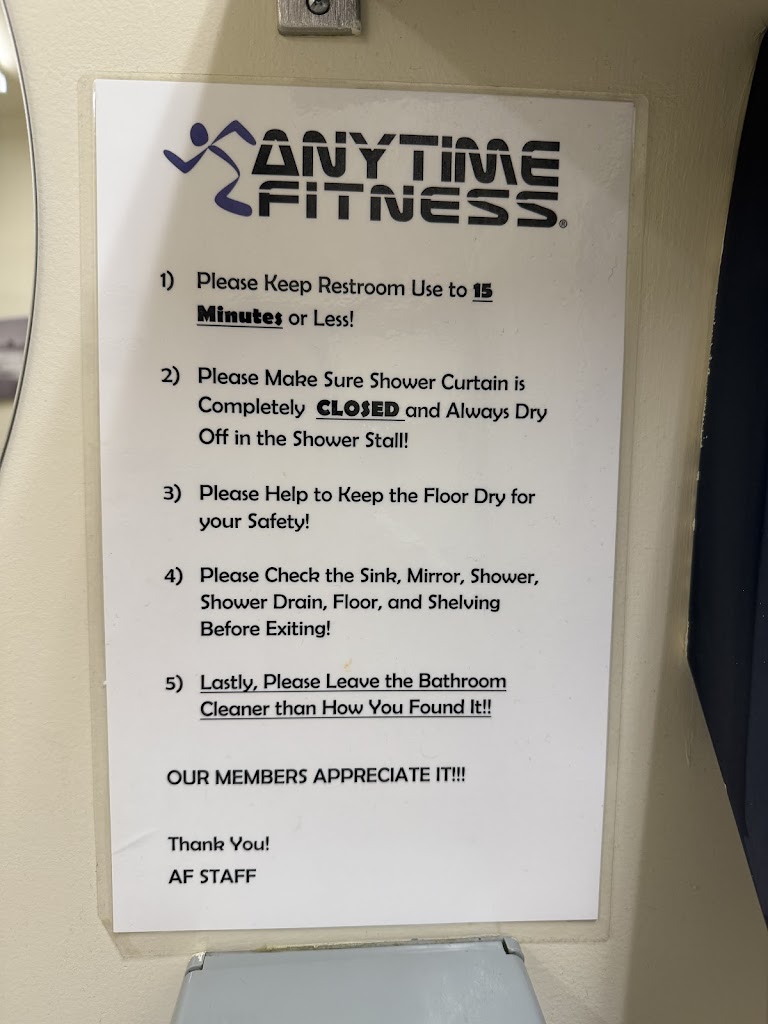 ANYTIME
FITNESS®
1) Please Keep Restroom Use to 15
Minutes or Less!
2) Please Make Sure Shower Curtain is
Completely CLOSED and Always Dry
Off in the Shower Stall!
3) Please Help to Keep the Floor Dry for
your Safety!
4) Please Check the Sink, Mirror, Shower,
Shower Drain, Floor, and Shelving
Before Exiting!
5) Lastly, Please Leave the Bathroom
Cleaner than How You Found It!!
OUR MEMBERS APPRECIATE IT!!!
Thank You!
AF STAFF